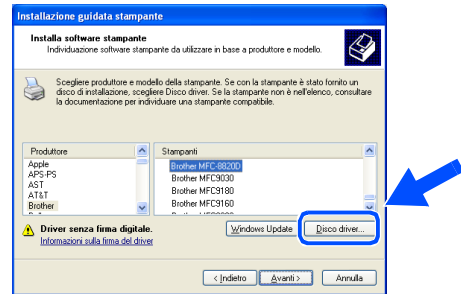 Installazione guidata stampante
Installa software stampante
Individuazione software stampante da utilizzare in base a produttore e modello.
Scegliere produttore e modello della stampante. Se con la stampante è stato fornito un
disco di installazione, scegliere Disco driver. Se la stampante non è nell'elenco, consultare
la documentazione per individuare una stampante compatibile.
Produttore
Apple
APS-PS
AST
AT&T
Brother
Stampanti
Brother MFC-8820D
Brother MFC9030
Brother MFC9180
Brother MFC9160
Driver senza firma digitale.
Informazioni sulla firma del driver
Windows Update
Disco driver...
< Indietro
Avanti >
Annulla